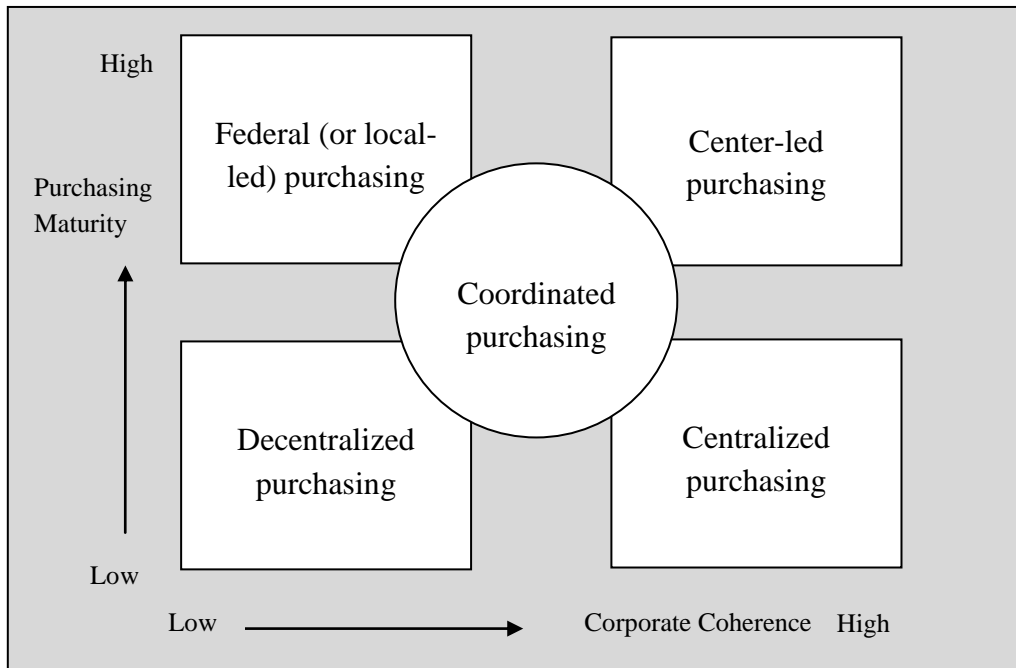 High
Federal (or local-
led) purchasing
Center-led
purchasing
Purchasing
Maturity
Coordinated
purchasing
Decentralized
purchasing
Centralized
purchasing
Low
Low
Corporate Coherence
High